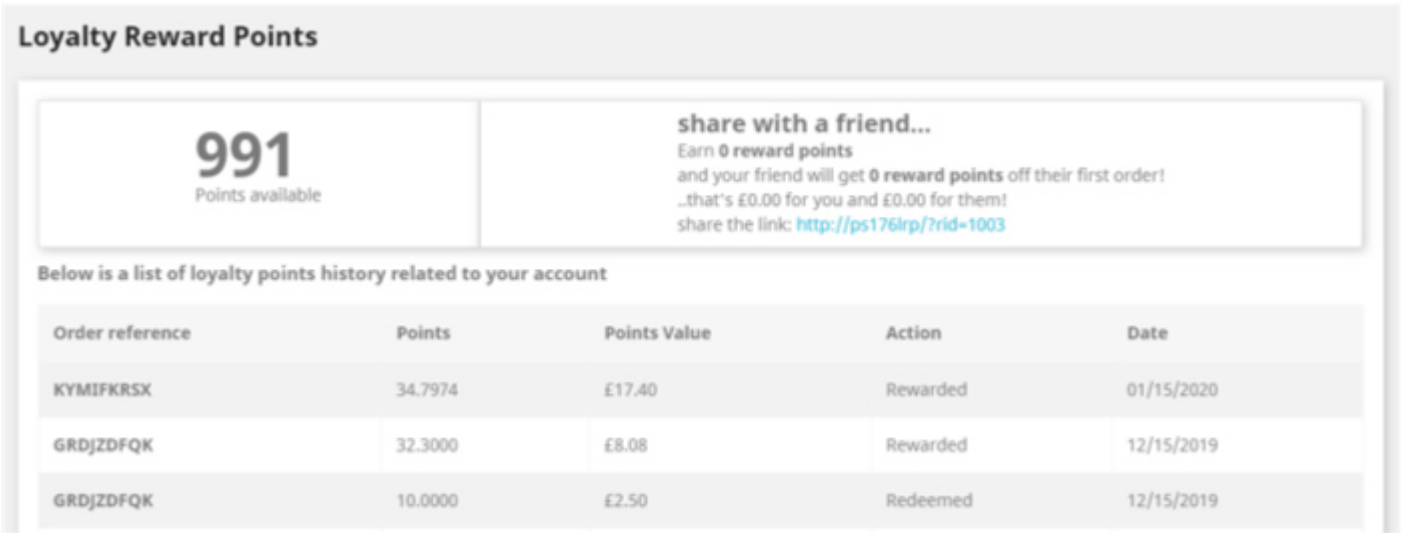 Loyalty Reward Points
991
Points available
share with a friend...
Earn 0 reward points
and your friend will get 0 reward points off their first order!
..that's £0.00 for you and £0.00 for them!
share the link: http://ps176lrp/?rid=1003
Below is a list of loyalty points history related to your account
Order reference Points Points Value Action Date
KYMIFKRSX 34.7974 £17.40 Rewarded 01/15/2020
GRDJZDFQK 32.3000 £8.08 Rewarded 12/15/2019
GRDJZDFQK 10.0000 £2.50 Redeemed 12/15/2019